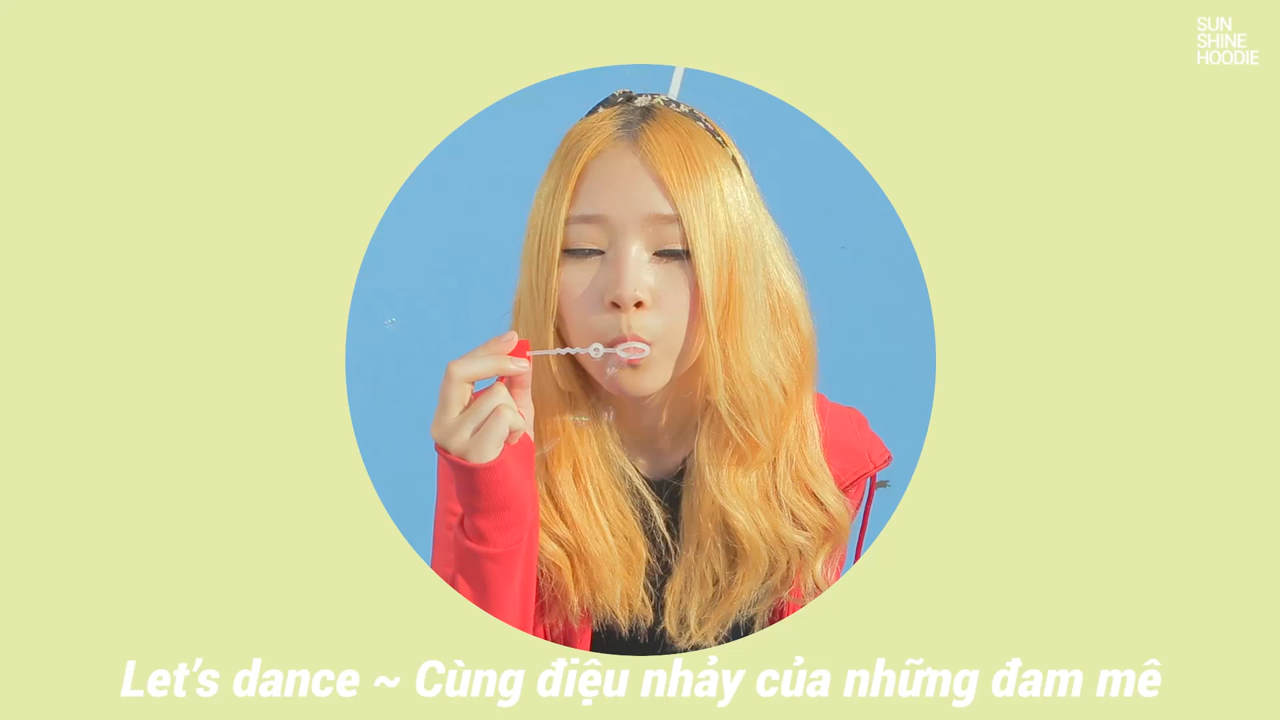 SUN
SHINE
HOODIE
Let's dance ~ Cùng điệu nhảy của những đam mê